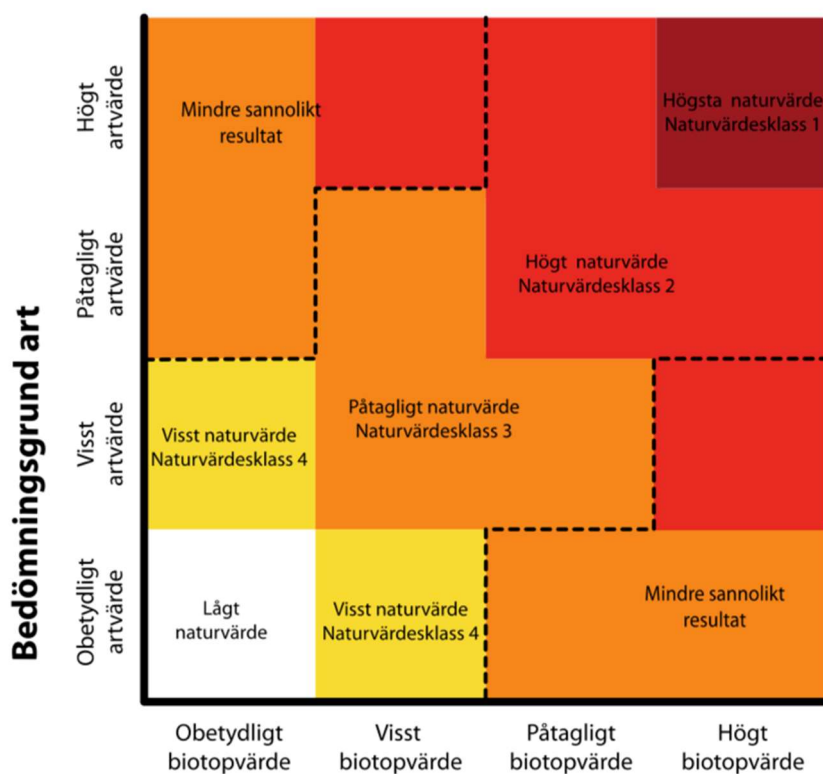 Bedömningsgrund art
Högt
artvärde
Påtagligt
artvärde
Visst
artvärde
Obetydligt
artvärde
Mindre sannolikt
resultat
Högsta naturvärde
Naturvärdesklass 1
Högt naturvärde
Naturvärdesklass 2
Påtagligt naturvärde
Naturvärdesklass 3
Visst naturvärde
Naturvärdesklass 4
Lågt
naturvärde
Visst naturvärde
Naturvärdesklass 4
Mindre sannolikt
resultat
Obetydligt
biotopvärde
Visst
biotopvärde
Påtagligt
biotopvärde
Högt
biotopvärde